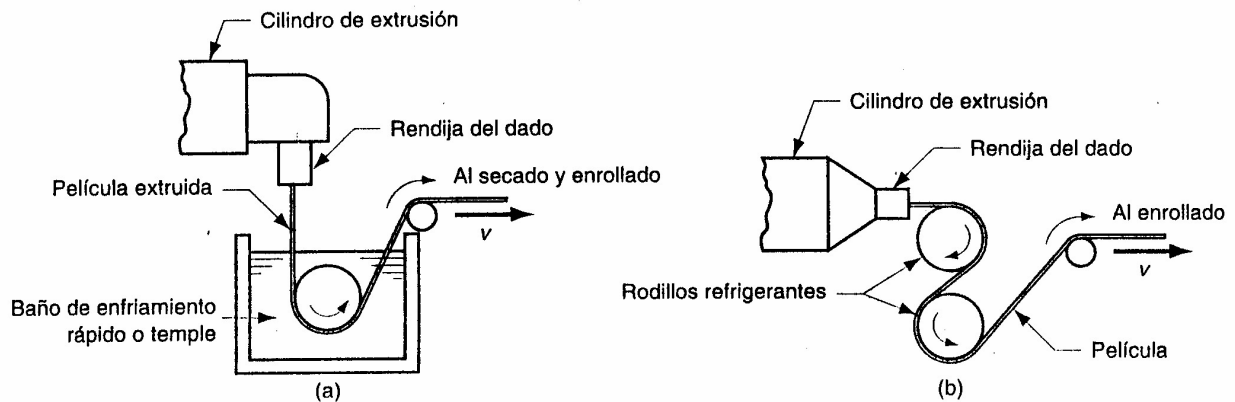 Cilindro de extrusión
Rendija del dado
Película extruida
Al secado y enrollado
v
Baño de enfriamiento
rápido o temple
(a)
Cilindro de extrusión
Rendija del dado
Al enrollado
v
Rodillos refrigerantes
Película
(b)